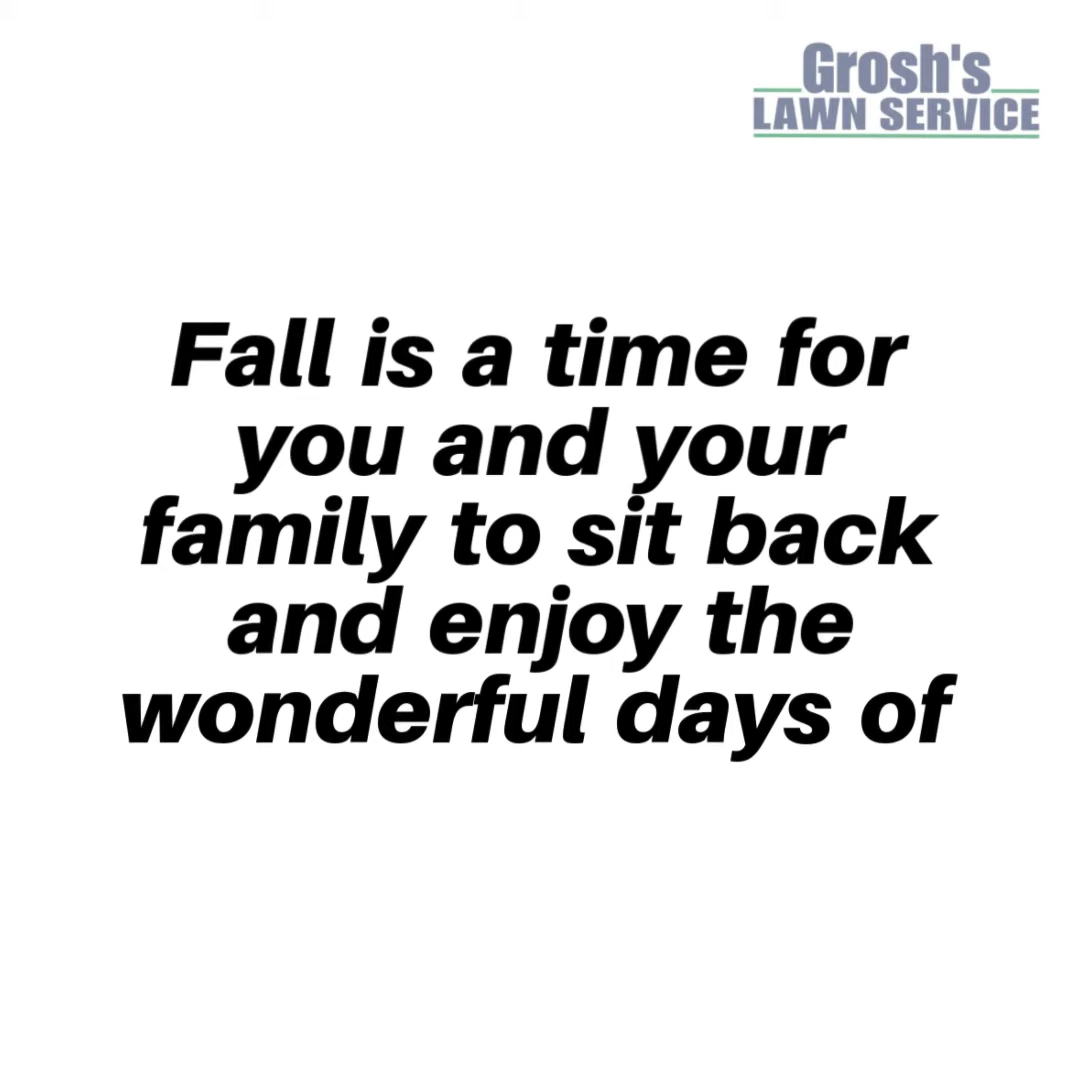 Grosh's
LAWN SERVICE
Fall is a time for
you and your
family to sit back
and enjoy the
wonderful days of